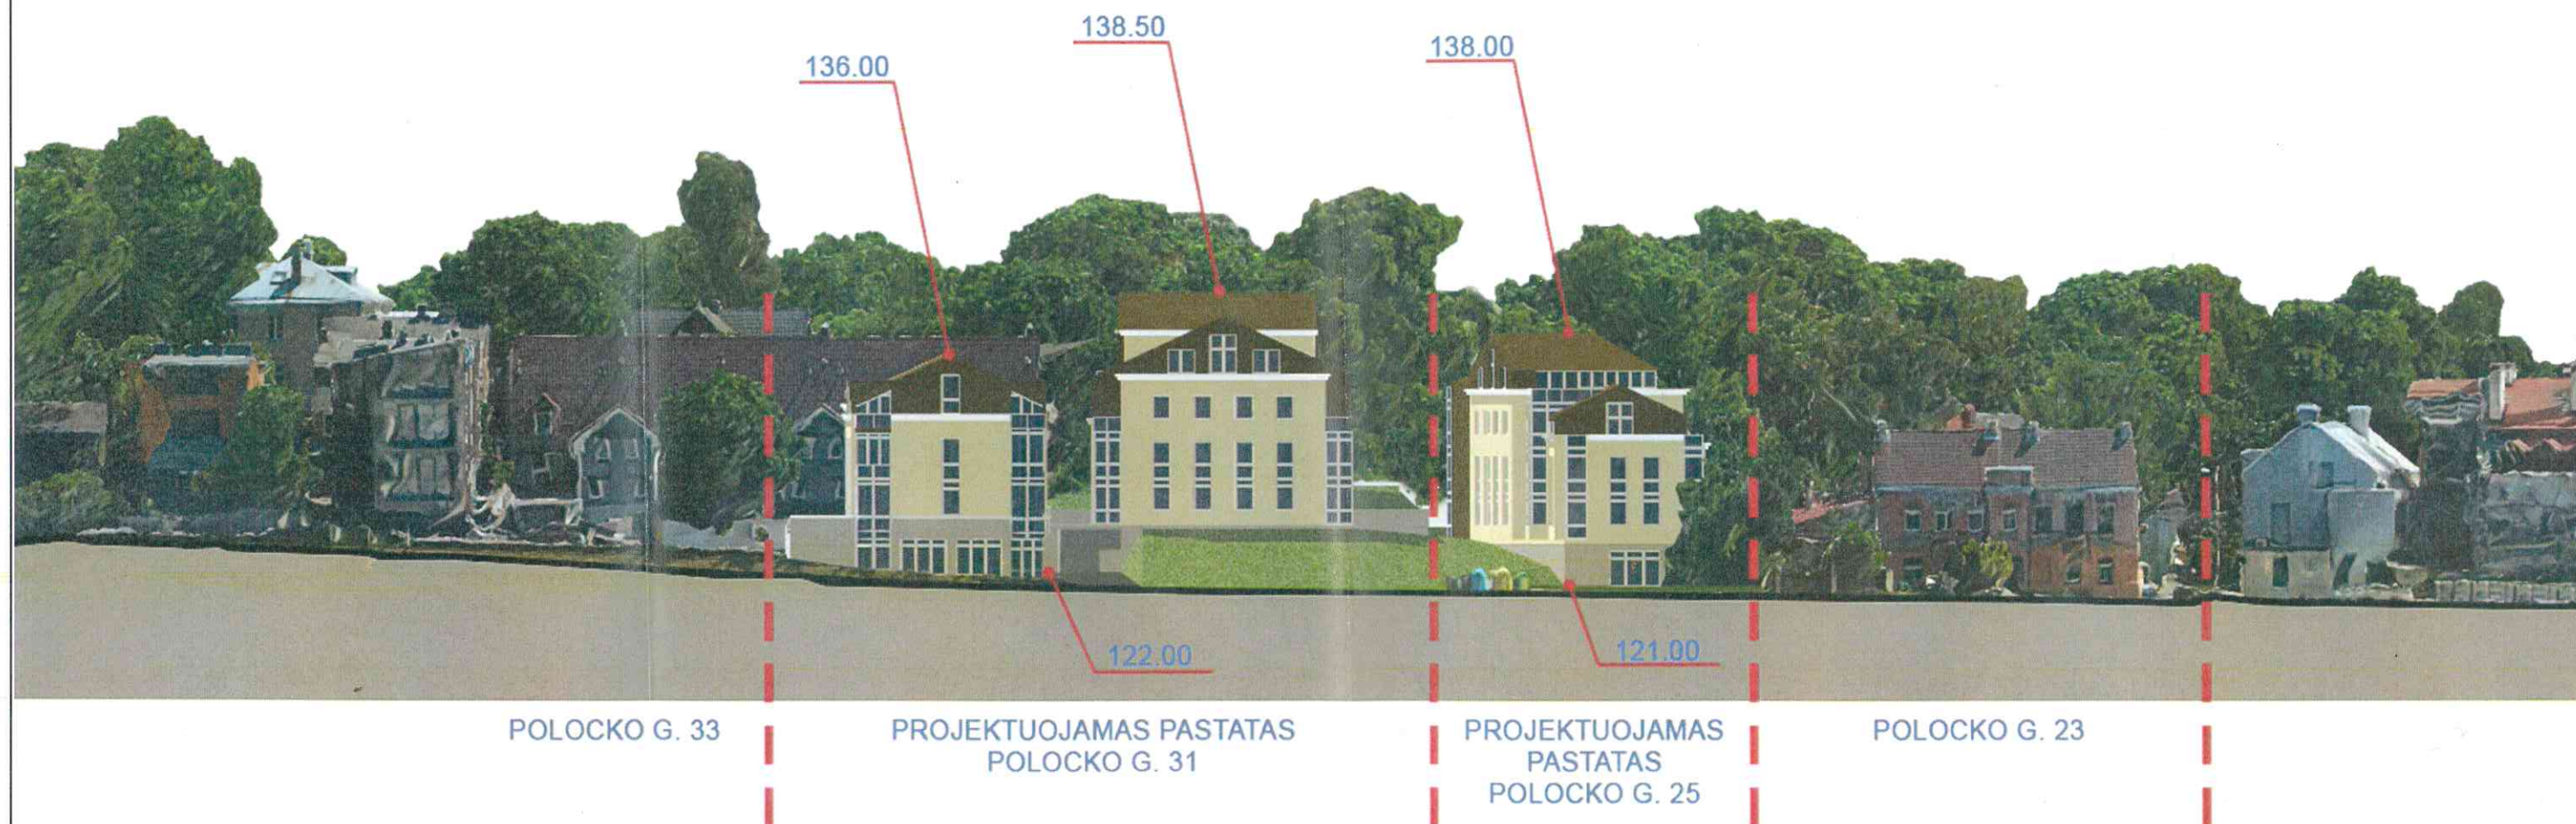 138.50
138.00
136.00
122.00
121.00
POLOCKO G. 33
PROJEKTUOJAMAS PASTATAS
POLOCKO G. 31
PROJEKTUOJAMAS
PASTATAS
POLOCKO G. 25
POLOCKO G. 23